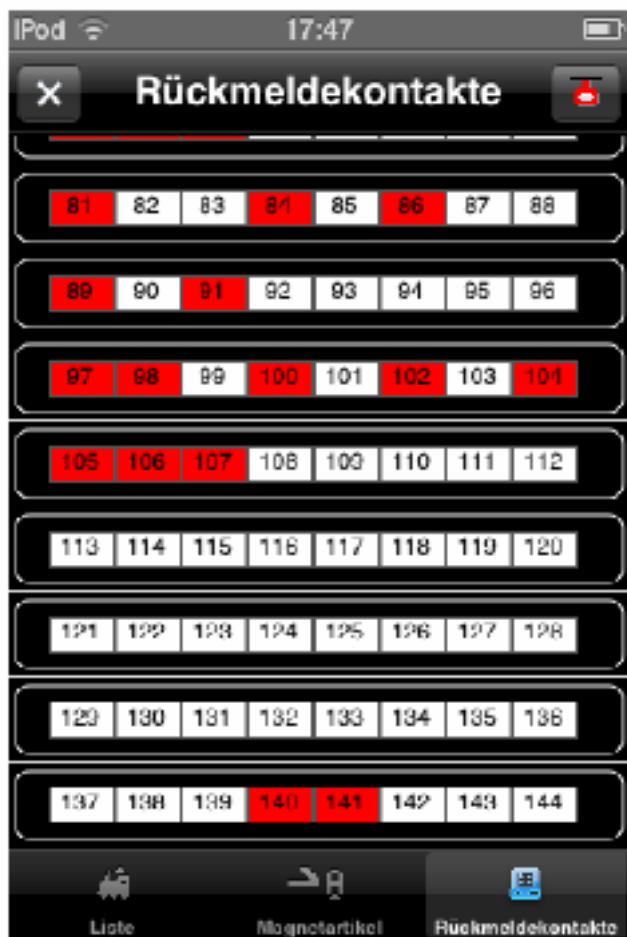 IPod 17:47
Rückmeldekontakte
81 82 83 84 85 86 87 88
89 90 91 92 93 94 95 96
97 98 99 100 101 102 103 104
105 106 107 108 109 110 111 112
113 114 115 116 117 118 119 120
121 122 123 124 125 126 127 128
129 130 131 132 133 134 135 136
137 138 139 140 141 142 143 144
Liste Magnetartikel Rückmeldekontakte